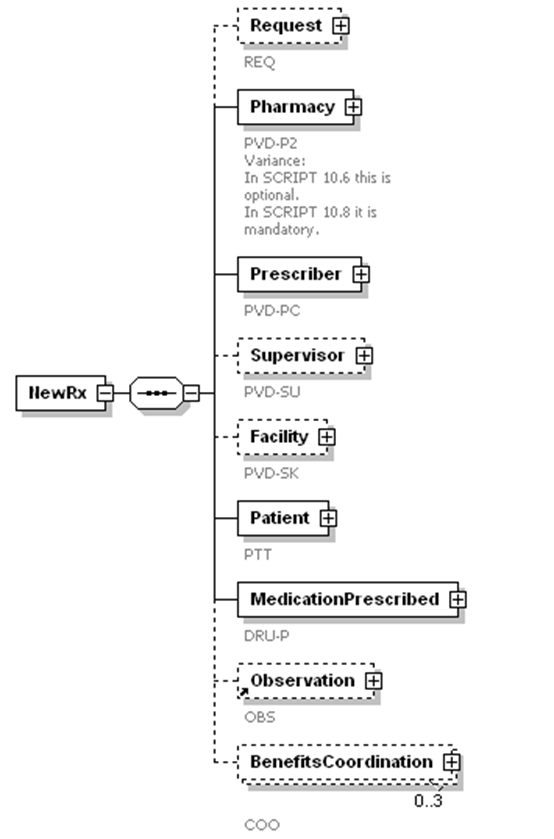 Request
REQ
Pharmacy
PVD-P2
Variance:
In SCRIPT 10.6 this is
optional.
In SCRIPT 10.8 it is
mandatory.
Prescriber
PVD-PC
Supervisor
PVD-SU
NewRx
Facility
PVD-SK
Patient
PTT
MedicationPrescribed
DRU-P
Observation
OBS
BenefitsCoordination
0..3
COO